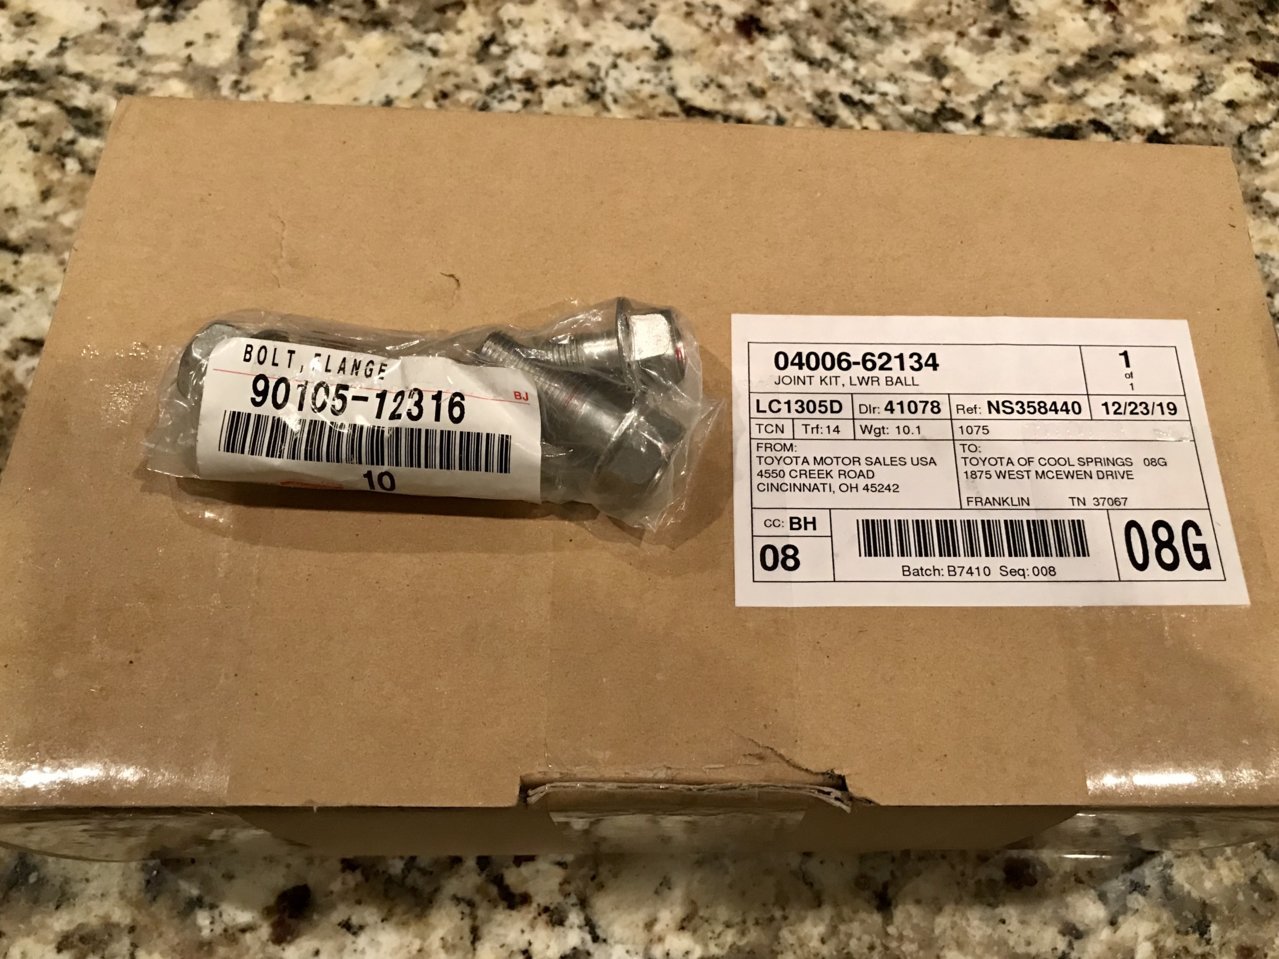 BOLT, FLANGE
90105-12316
BJ
10
04006-62134
JOINT KIT, LWR BALL
1
of
1
LC1305D
Dlr: 41078
Ref: NS358440
12/23/19
TCN
Trf: 14
Wgt: 10.1
1075
FROM:
TOYOTA MOTOR SALES USA
4550 CREEK ROAD
CINCINNATI, OH 45242
TO:
TOYOTA OF COOL SPRINGS 08G
1875 WEST MCEWEN DRIVE
FRANKLIN TN 37067
CC: BH
08
Batch: B7410 Seq: 008
08G